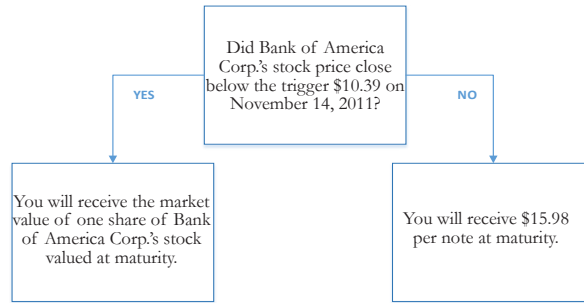 Did Bank of America
Corp.'s stock price close
below the trigger $10.39 on
November 14, 2011?
YES
NO
You will receive the market
value of one share of Bank
of America Corp.'s stock
valued at maturity.
You will receive $15.98
per note at maturity.